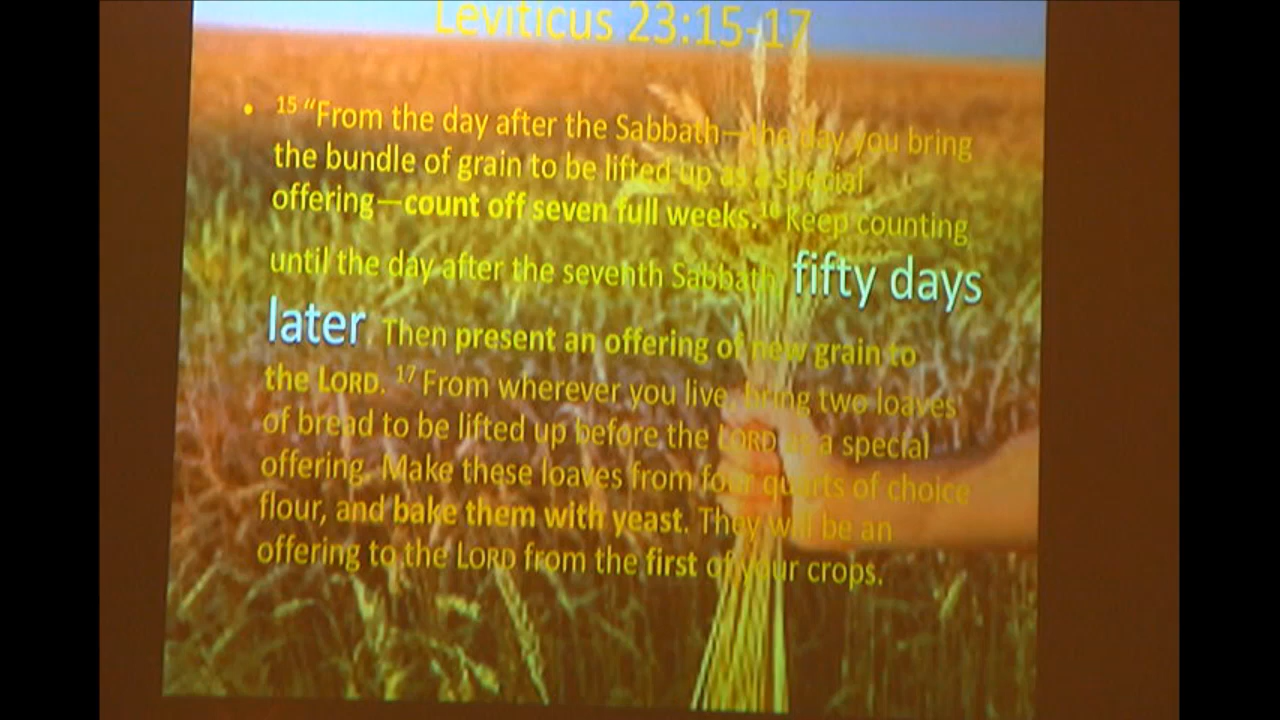 Leviticus 23:15-17
• 15 “From the day after the Sabbath—the day you bring
the bundle of grain to be lifted up as a special
offering—count off seven full weeks. 16 Keep counting
until the day after the seventh Sabbath, fifty days
later. Then present an offering of new grain to
the LORD. 17 From wherever you live, bring two loaves
of bread to be lifted up before the LORD as a special
offering. Make these loaves from four quarts of choice
flour, and bake them with yeast. They will be an
offering to the LORD from the first of your crops.